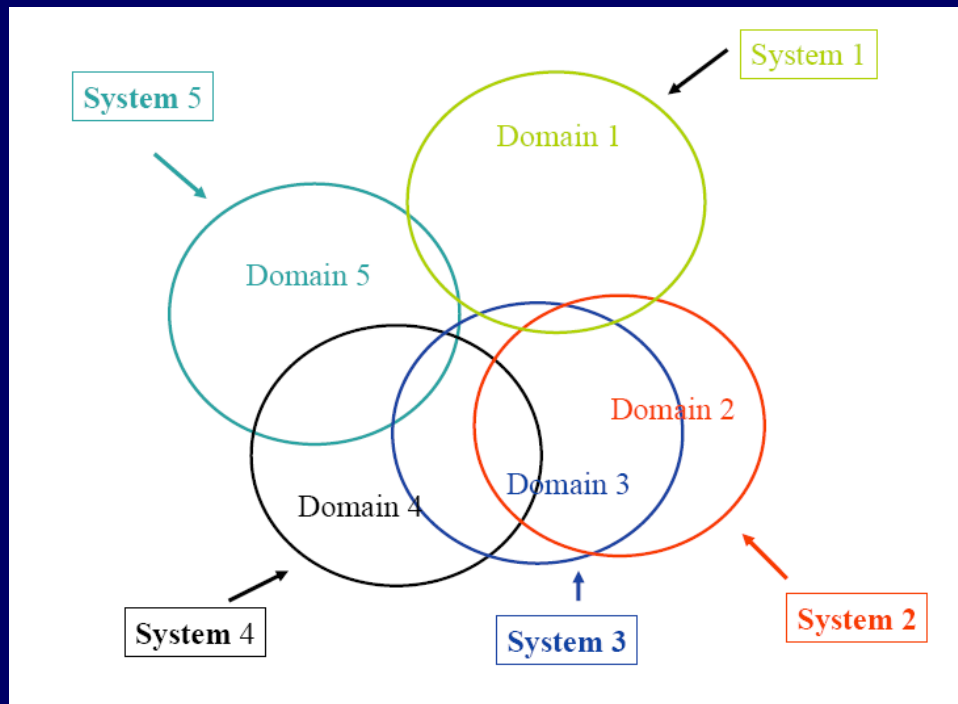 System 1
System 5
Domain 1
Domain 5
Domain 2
Domain 3
Domain 4
System 2
System 4
System 3